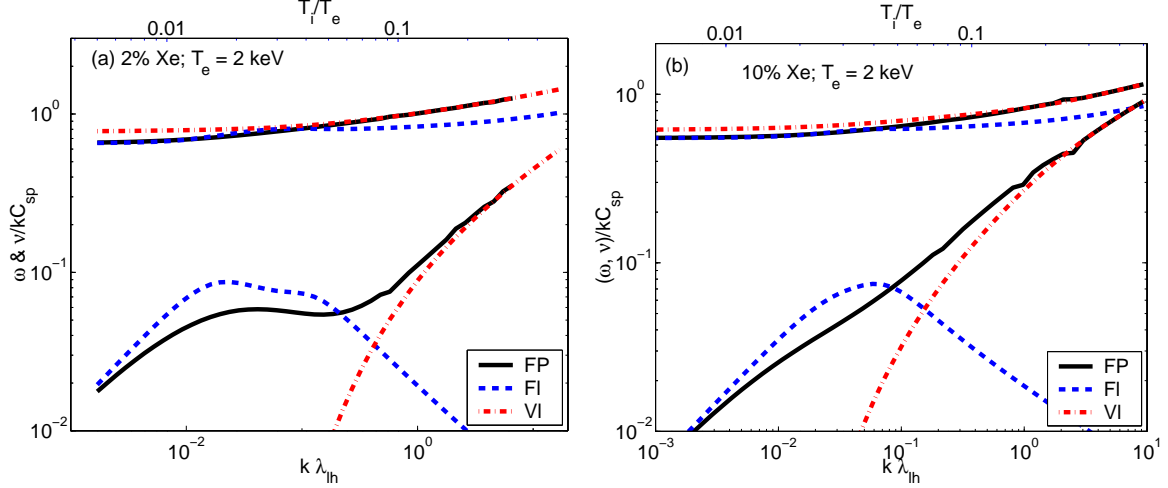 T_i/T_e
0.01 0.1
(a) 2% Xe; T_e = 2 keV
10^0
10^-1
10^-2
ω & ν/kC_sp
FP
FI
VI
10^-2 10^0
k λ_lh
T_i/T_e
0.01 0.1
(b) 10% Xe; T_e = 2 keV
10^0
10^-1
10^-2
(ω, ν)/kC_sp
FP
FI
VI
10^-3 10^-2 10^-1 10^0 10^1
k λ_lh